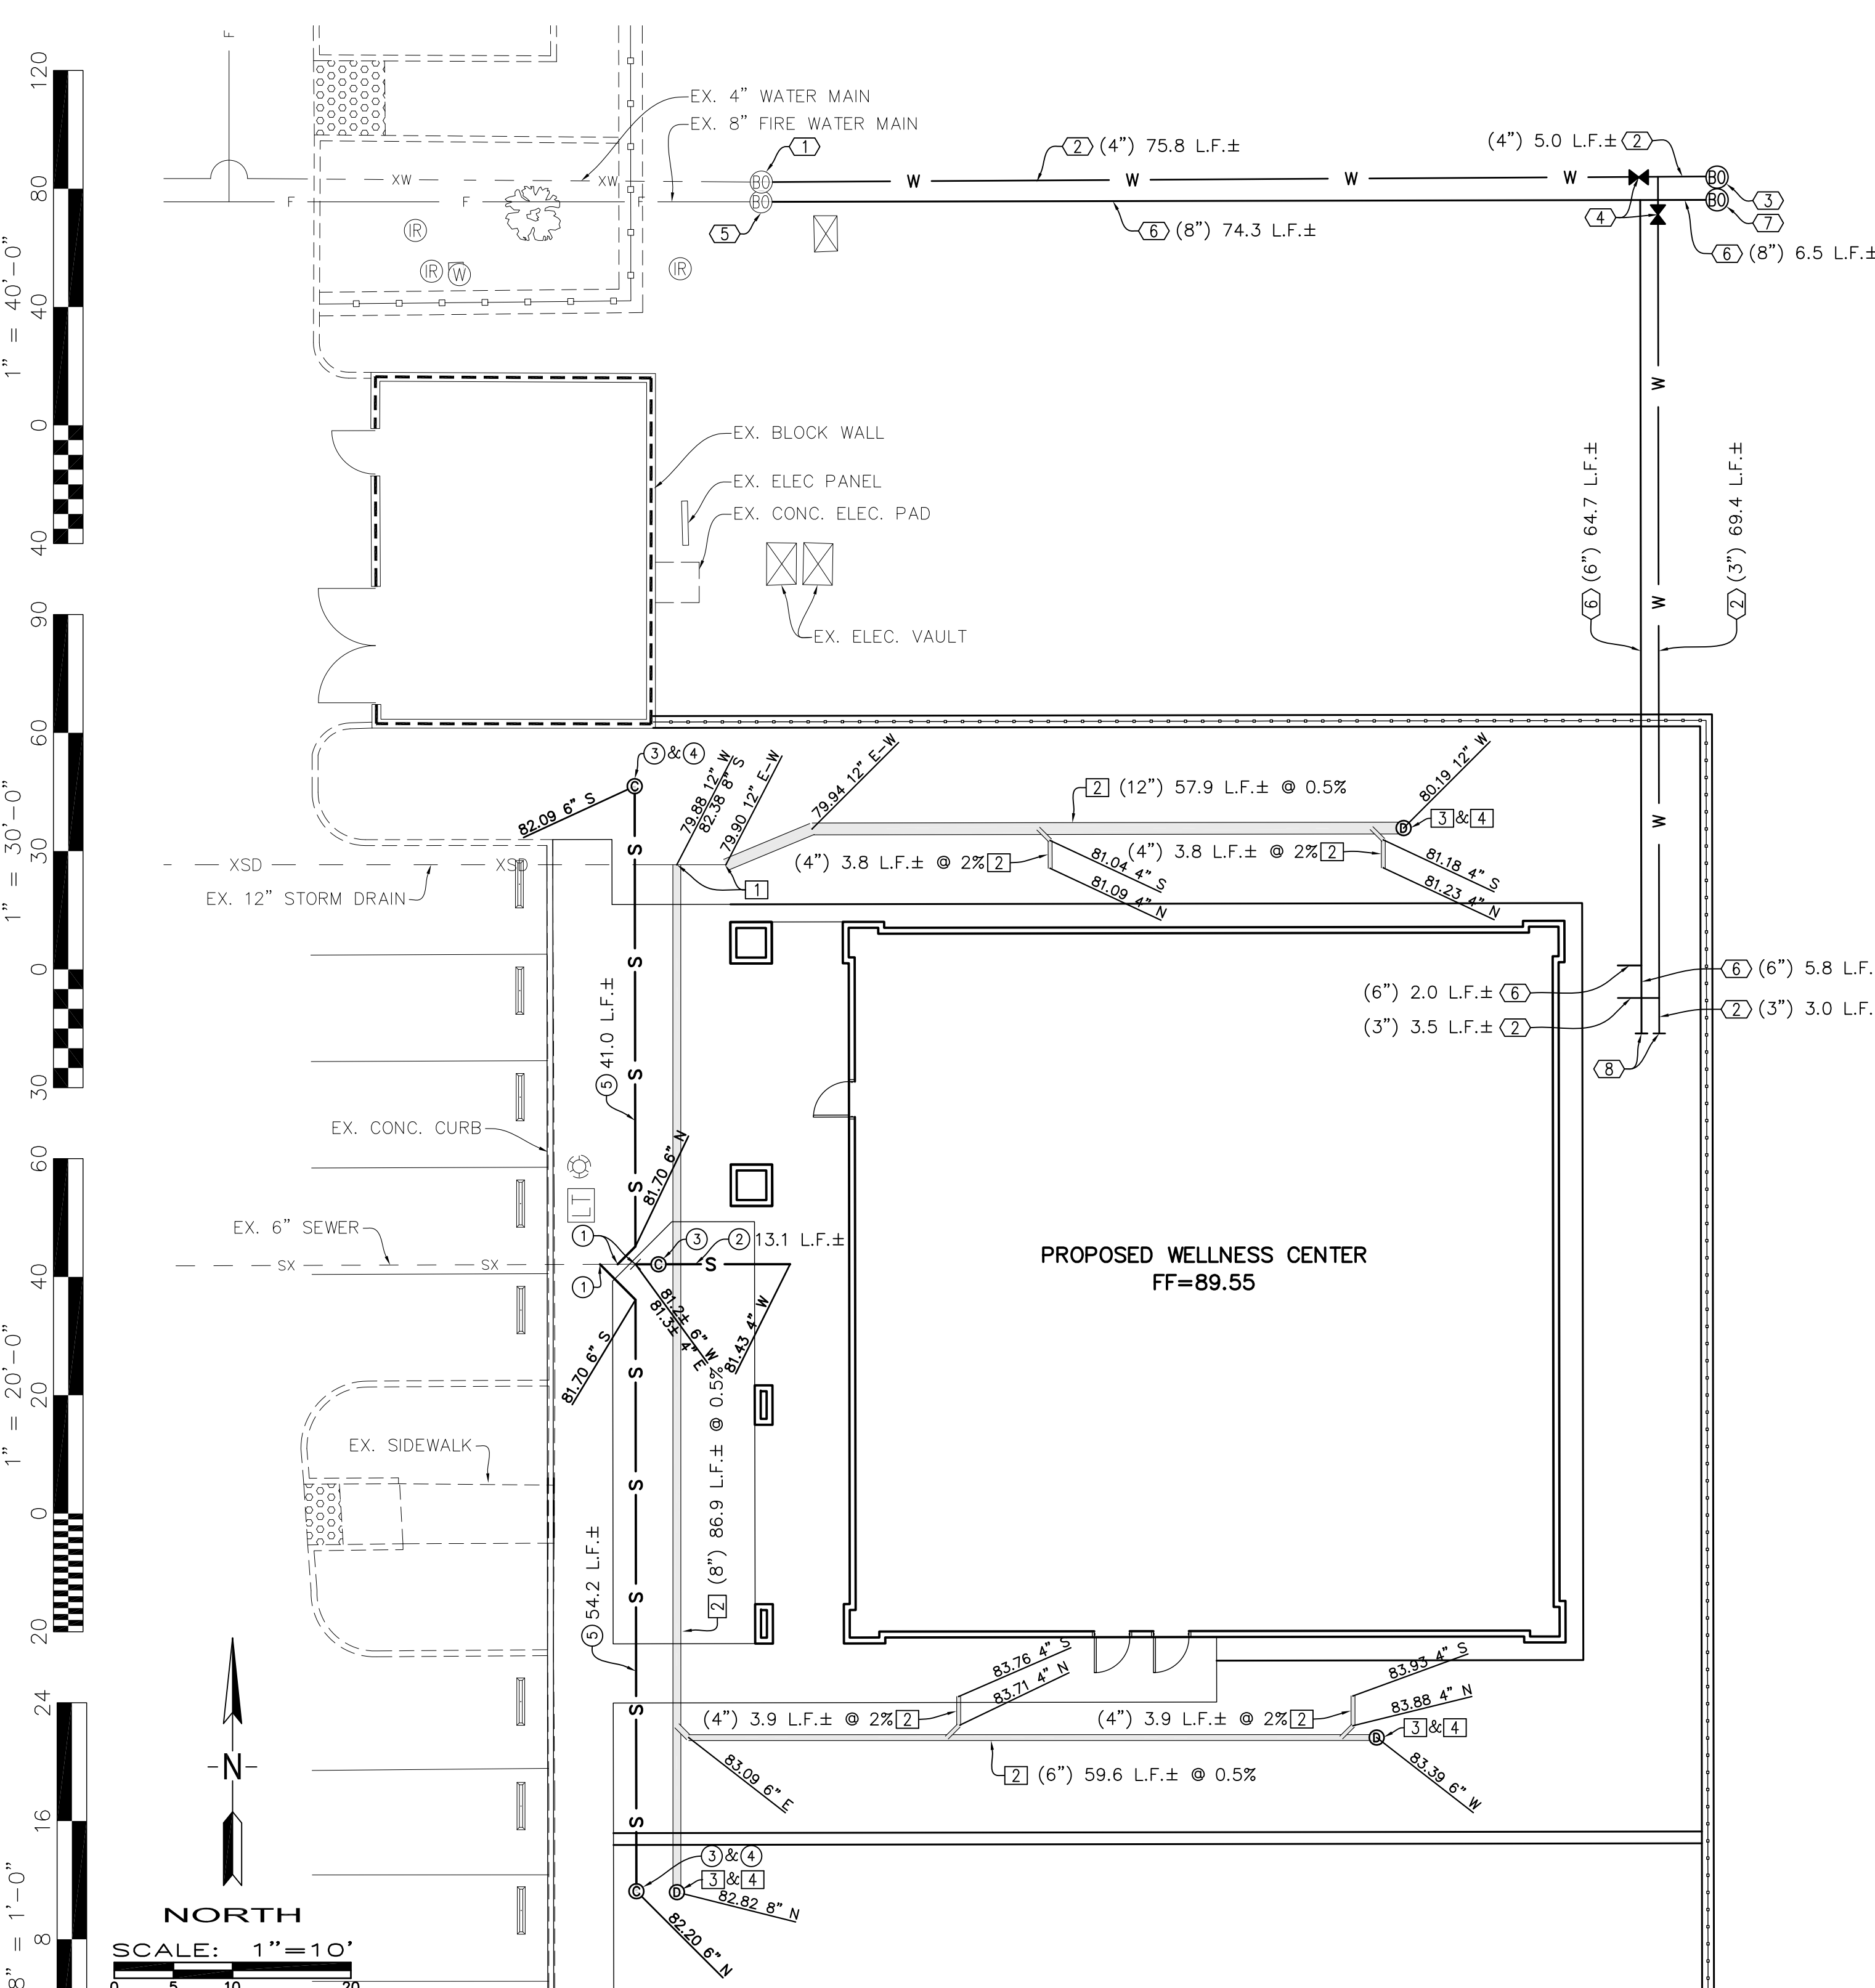 120
80
40
0
40
1" = 40'-0"
90
60
30
0
30
1" = 30'-0"
60
40
20
0
20
1" = 20'-0"
24
16
8
8" = 1'-0"
F
EX. 4" WATER MAIN
EX. 8" FIRE WATER MAIN
XW
XW
F
F
F
IR
IR
W
IR
BO
BO
1
5
2 (4") 75.8 L.F.±
W
W
W
W
6 (8") 74.3 L.F.±
(4") 5.0 L.F.± 2
BO
BO
3
7
4
6 (8") 6.5 L.F.±
W
W
W
6 (6") 64.7 L.F.±
2 (3") 69.4 L.F.±
EX. BLOCK WALL
EX. ELEC PANEL
EX. CONC. ELEC. PAD
EX. ELEC. VAULT
3&4
C
82.09 6" S
79.88 12" W
82.38 8" S
79.90 12" E-W
79.94 12" E-W
2 (12") 57.9 L.F.± @ 0.5%
80.19 12" W
D
3&4
XSD
XSD
EX. 12" STORM DRAIN
1
(4") 3.8 L.F.± @ 2% 2
81.04 4" S
81.09 4" N
(4") 3.8 L.F.± @ 2% 2
81.18 4" S
81.23 4" N
S
S
S
S
5 41.0 L.F.±
(6") 2.0 L.F.± 6
(3") 3.5 L.F.± 2
6 (6") 5.8 L.F.
2 (3") 3.0 L.F.
8
EX. CONC. CURB
LT
81.70 6" N
EX. 6" SEWER
SX
SX
1
1
C
3
2 13.1 L.F.±
S
81.2± 6" W
81.3± 4" E
81.43 4" W
81.70 6" S
PROPOSED WELLNESS CENTER
FF=89.55
EX. SIDEWALK
S
S
S
S
S
5 54.2 L.F.±
2 (8") 86.9 L.F.± @ 0.5%
83.76 4" S
83.71 4" N
83.93 4" S
83.88 4" N
(4") 3.9 L.F.± @ 2% 2
(4") 3.9 L.F.± @ 2% 2
D
3&4
83.09 6" E
2 (6") 59.6 L.F.± @ 0.5%
83.39 6" W
3&4
3&4
C
D
82.82 8" N
82.20 6" N
N
NORTH
SCALE: 1"=10'
0 5 10 20